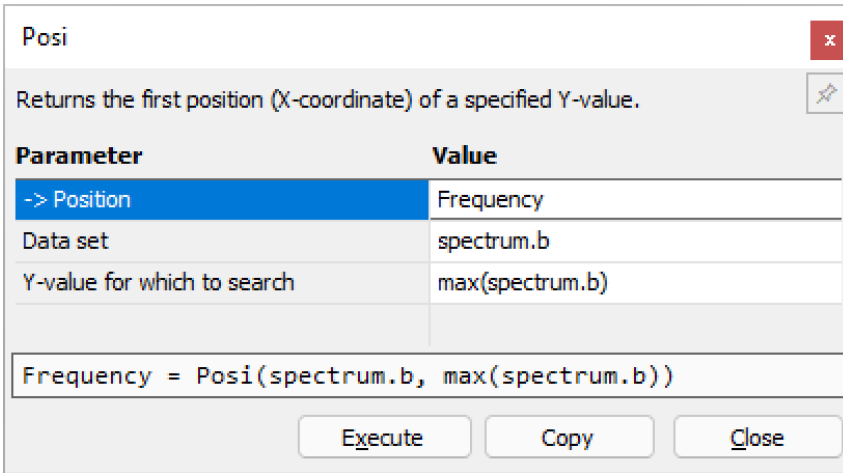 Posi
x
Returns the first position (X-coordinate) of a specified Y-value.
Parameter Value
-> Position Frequency
Data set spectrum.b
Y-value for which to search max(spectrum.b)
Frequency = Posi(spectrum.b, max(spectrum.b))
Execute Copy Close